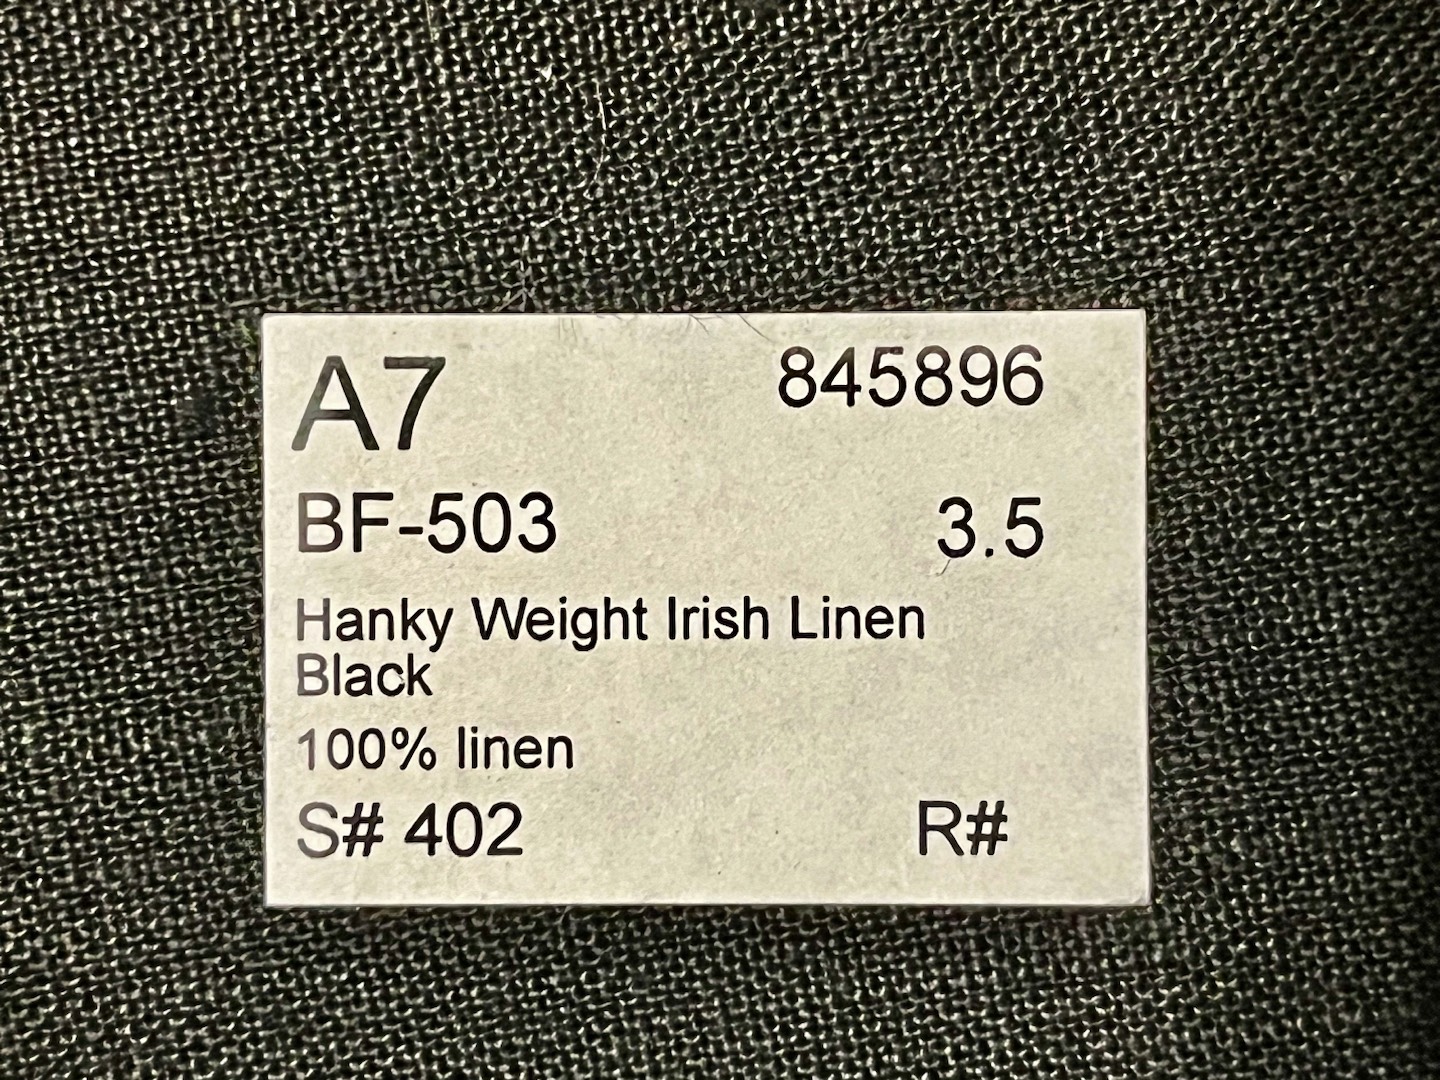 A7 845896
BF-503 3.5
Hanky Weight Irish Linen
Black
100% linen
S# 402 R#